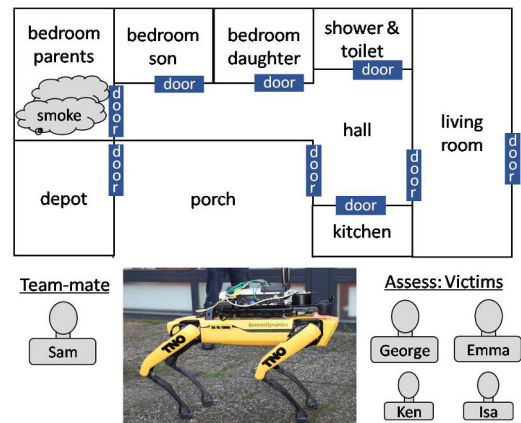 bedroom
parents
bedroom
son
bedroom
daughter
shower &
toilet
door
door
door
smoke
door
hall
living
room
door
door
door
door
depot
porch
door
kitchen
Team-mate
Sam
BostonDynamics
TNO
TNO
Assess: Victims
George
Emma
Ken
Isa